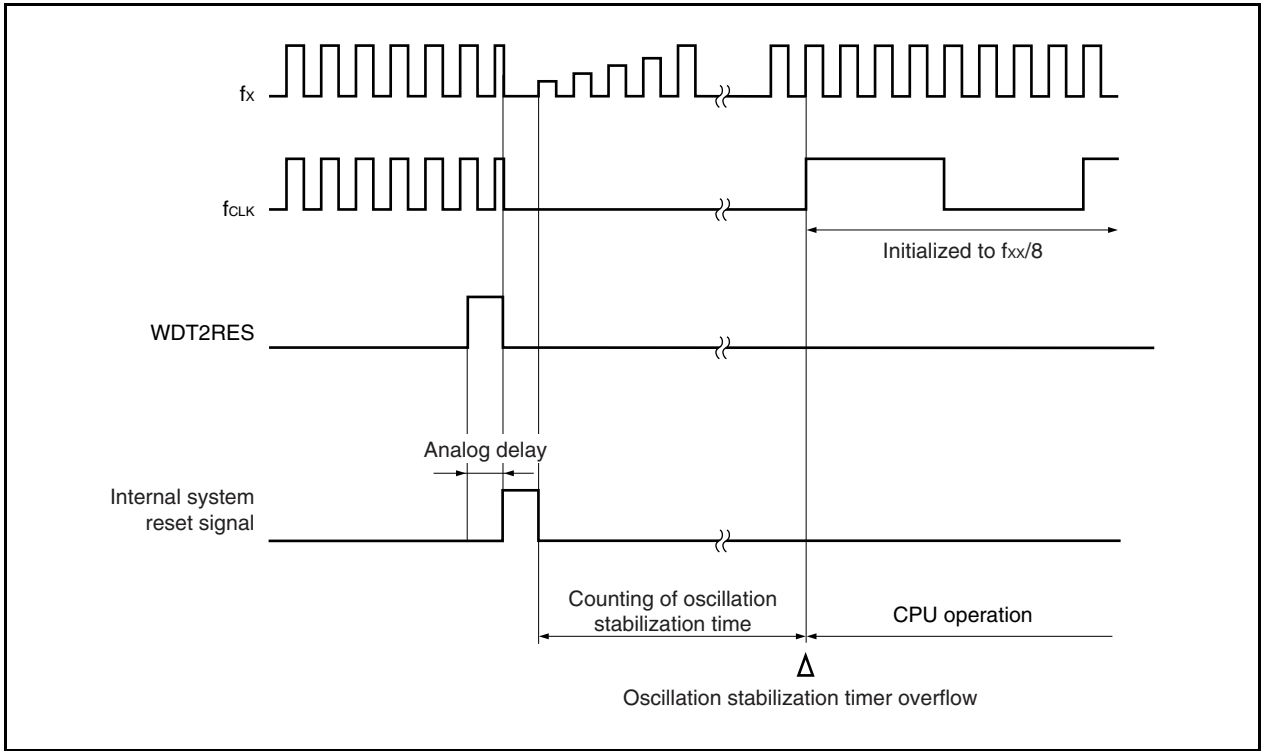 fX
fCLK
Initialized to fxx/8
WDT2RES
Analog delay
Internal system
reset signal
Counting of oscillation
stabilization time
CPU operation
Oscillation stabilization timer overflow